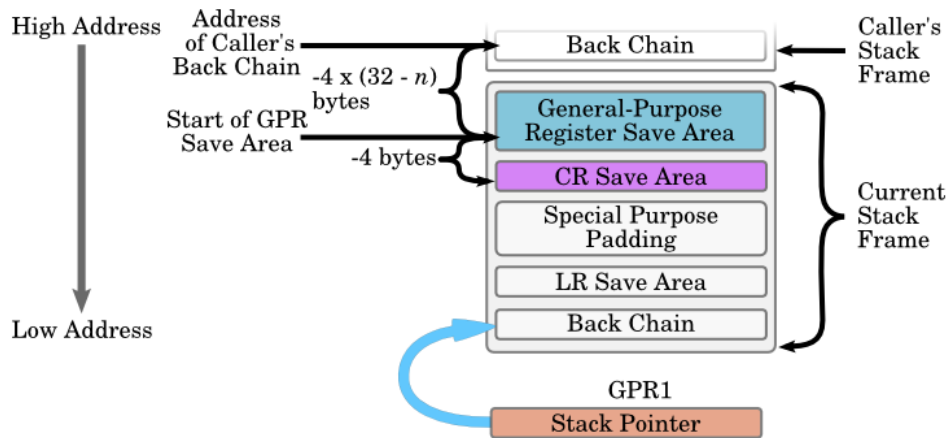 High Address
Address
of Caller's
Back Chain
Back Chain
Caller's
Stack
Frame
-4 x (32 - n)
bytes
General-Purpose
Register Save Area
Start of GPR
Save Area
-4 bytes
CR Save Area
Special Purpose
Padding
Current
Stack
Frame
LR Save Area
Low Address
Back Chain
GPR1
Stack Pointer